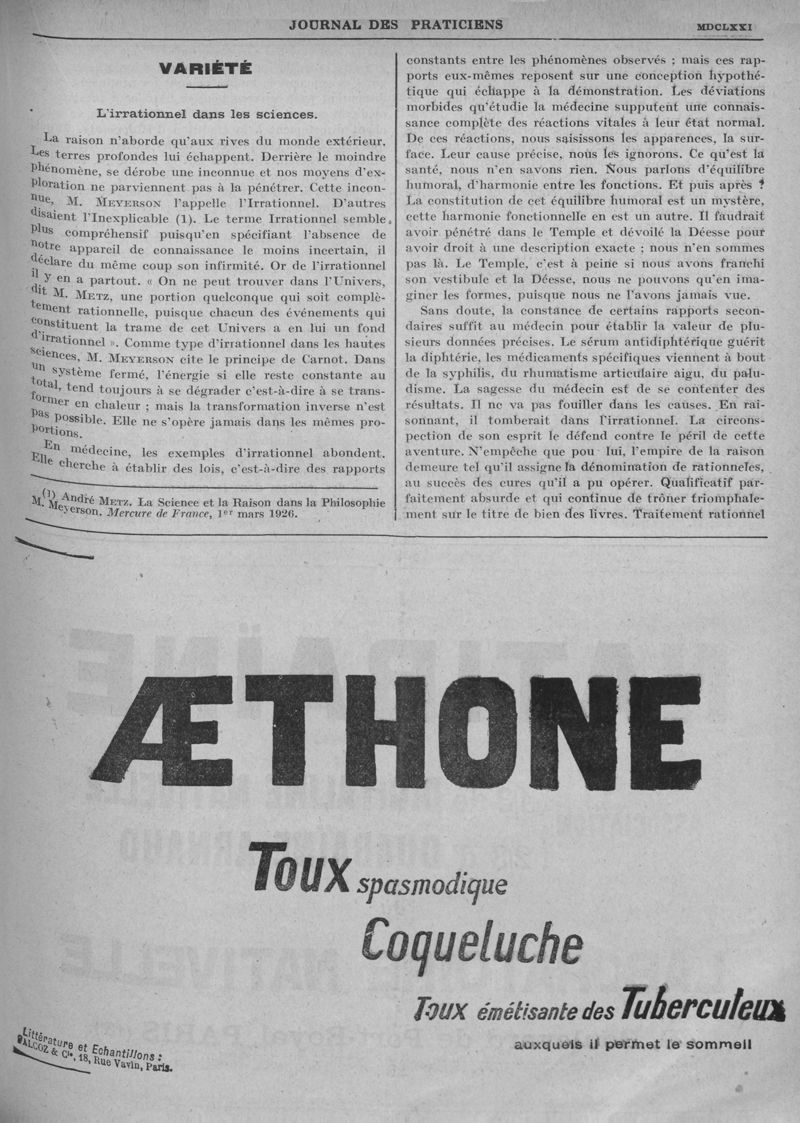 JOURNAL DES PRATICIENS
MDCLXXI
VARIÉTÉ
L'irrationnel dans les sciences.
La raison n'aborde qu'aux rives du monde extérieur.
Les terres profondes lui échappent. Derrière le moindre
phénomène, se dérobe une inconnue et nos moyens d'ex-
ploration ne parviennent pas à la pénétrer. Cette incon-
nue, M. MEYERSON l'appelle l'Irrationnel. D'autres
disaient l'Inexplicable (1). Le terme Irrationnel semble
plus compréhensif puisqu'en spécifiant l'absence de
notre appareil de connaissance le moins incertain, il
déclare du même coup son infirmité. Or de l'irrationnel
il y en a partout. « On ne peut trouver dans l'Univers,
dit M. METZ, une portion quelconque qui soit complè-
tement rationnelle, puisque chacun des événements qui
constituent la trame de cet Univers a en lui un fond
d'irrationnel ». Comme type d'irrationnel dans les hautes
sciences, M. MEYERSON cite le principe de Carnot. Dans
un système fermé, l'énergie si elle reste constante au
total, tend toujours à se dégrader c'est-à-dire à se trans-
former en chaleur ; mais la transformation inverse n'est
pas possible. Elle ne s'opère jamais dans les mêmes pro-
portions.
En médecine, les exemples d'irrationnel abondent.
Elle cherche à établir des lois, c'est-à-dire des rapports
(1) André METZ. La Science et la Raison dans la Philosophie
M. Meyerson. Mercure de France, 1er mars 1926.
constants entre les phénomènes observés ; mais ces rap-
ports eux-mêmes reposent sur une conception hypothé-
tique qui échappe à la démonstration. Les déviations
morbides qu'étudie la médecine supputent une connais-
sance complète des réactions vitales à leur état normal.
De ces réactions, nous saisissons les apparences, la sur-
face. Leur cause précise, nous les ignorons. Ce qu'est la
santé, nous n'en savons rien. Nous parlons d'équilibre
humoral, d'harmonie entre les fonctions. Et puis après ?
La constitution de cet équilibre humoral est un mystère,
cette harmonie fonctionnelle en est un autre. Il faudrait
avoir pénétré dans le Temple et dévoilé la Déesse pour
avoir droit à une description exacte ; nous n'en sommes
pas là. Le Temple, c'est à peine si nous avons franchi
son vestibule et la Déesse, nous ne pouvons qu'en ima-
giner les formes, puisque nous ne l'avons jamais vue.
Sans doute, la constance de certains rapports secon-
daires suffit au médecin pour établir la valeur de plu-
sieurs données précises. Le sérum antidiphtérique guérit
la diphtérie, les médicaments spécifiques viennent à bout
de la syphilis, du rhumatisme articulaire aigu, du palu-
disme. La sagesse du médecin est de se contenter des
résultats. Il ne va pas fouiller dans les causes. En rai-
sonnant, il tomberait dans l'irrationnel. La circons-
pection de son esprit le défend contre le péril de cette
aventure. N'empêche que pou lui, l'empire de la raison
demeure tel qu'il assigne la dénomination de rationnelles,
au succès des cures qu'il a pu opérer. Qualificatif par-
faitement absurde et qui continue de trôner triomphale-
ment sur le titre de bien des livres. Traitement rationnel
ÆTHONE
Toux spasmodique
Coqueluche
Toux émétisante des Tuberculeux
auxquels il permet le sommeil
Littérature et Echantillons :
FALCOZ & Cie, 18, Rue Vavin, Paris.